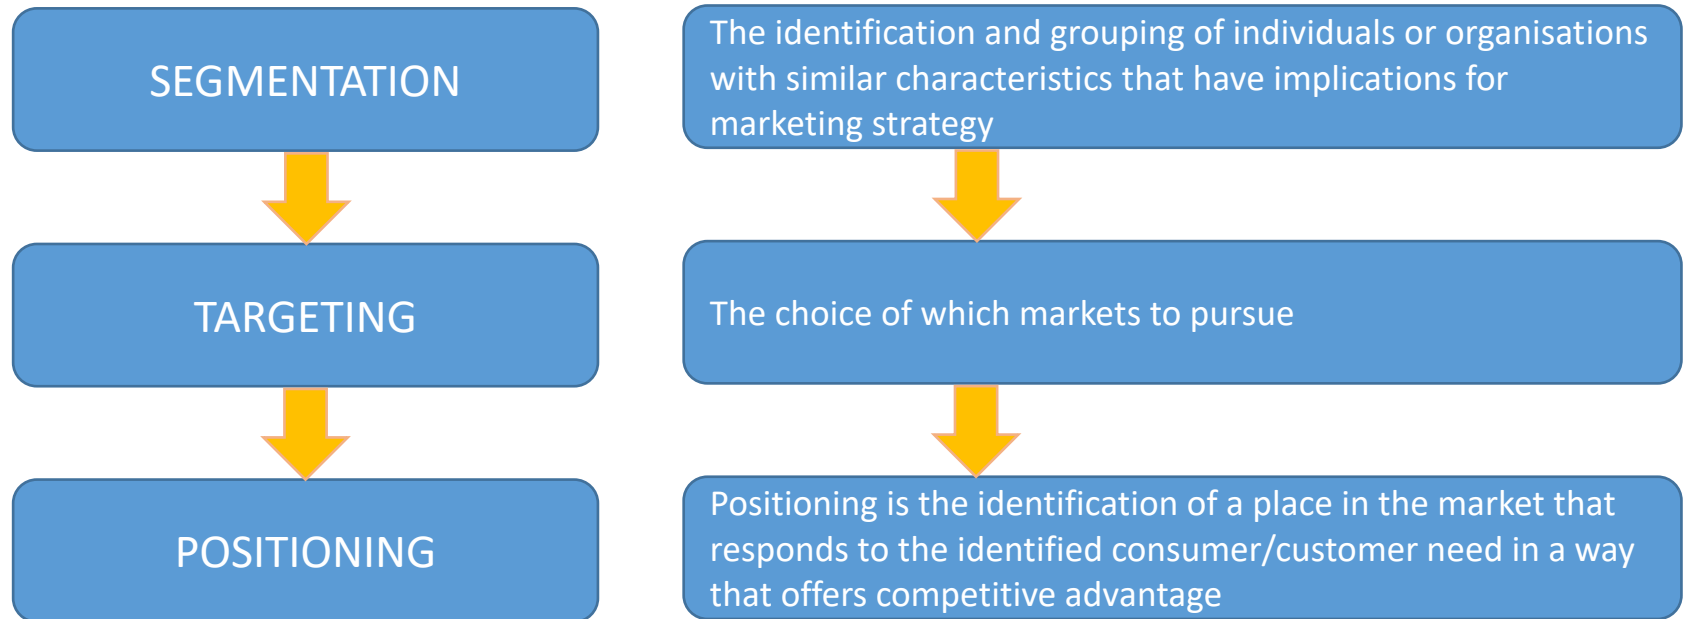 SEGMENTATION
The identification and grouping of individuals or organisations
with similar characteristics that have implications for
marketing strategy
TARGETING
The choice of which markets to pursue
POSITIONING
Positioning is the identification of a place in the market that
responds to the identified consumer/customer need in a way
that offers competitive advantage